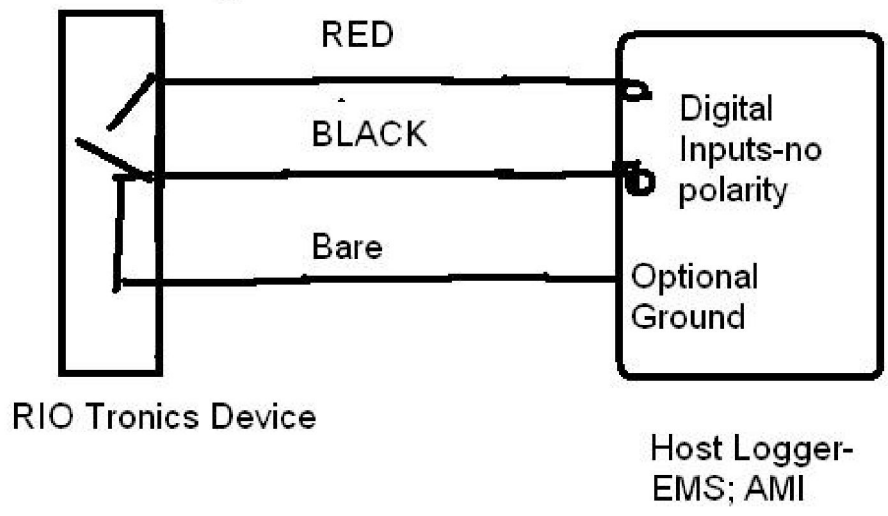 RED
BLACK
Bare
Digital
Inputs-no
polarity
Optional
Ground
RIO Tronics Device
Host Logger-
EMS; AMI